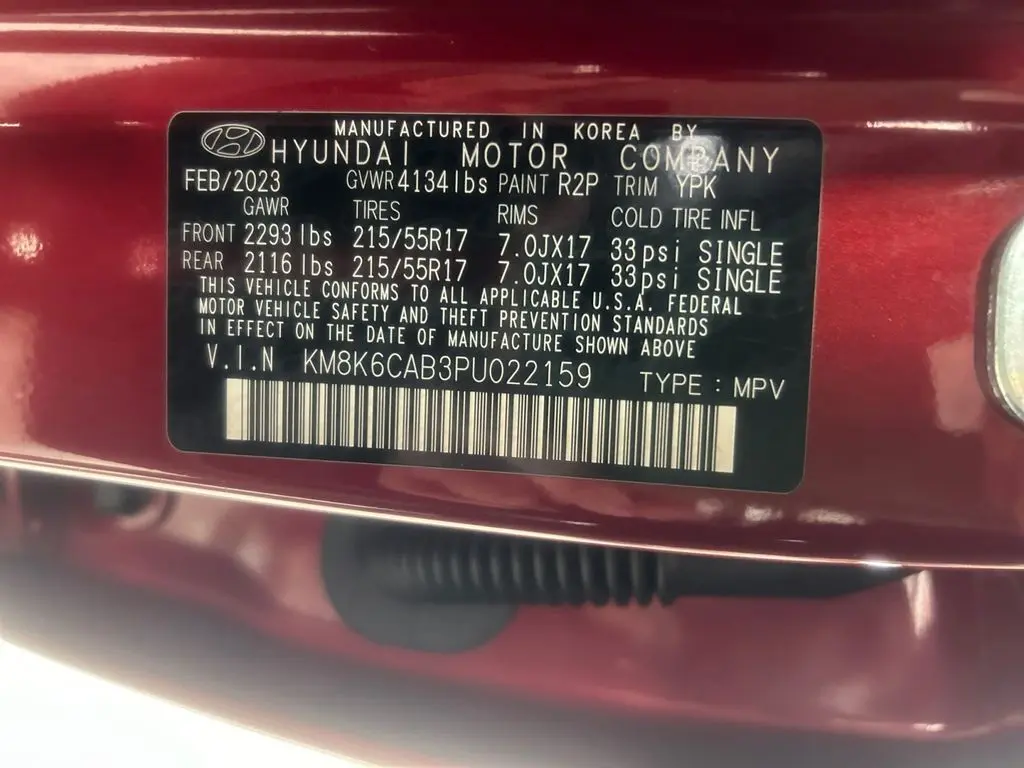 MANUFACTURED IN KOREA BY
HYUNDAI MOTOR COMPANY
FEB/2023 GVWR 4134lbs PAINT R2P TRIM YPK
GAWR TIRES RIMS COLD TIRE INFL
FRONT 2293 lbs 215/55R17 7.0JX17 33psi SINGLE
REAR 2116 lbs 215/55R17 7.0JX17 33psi SINGLE
THIS VEHICLE CONFORMS TO ALL APPLICABLE U.S.A. FEDERAL
MOTOR VEHICLE SAFETY AND THEFT PREVENTION STANDARDS
IN EFFECT ON THE DATE OF MANUFACTURE SHOWN ABOVE
V.I.N KM8K6CAB3PU022159 TYPE : MPV